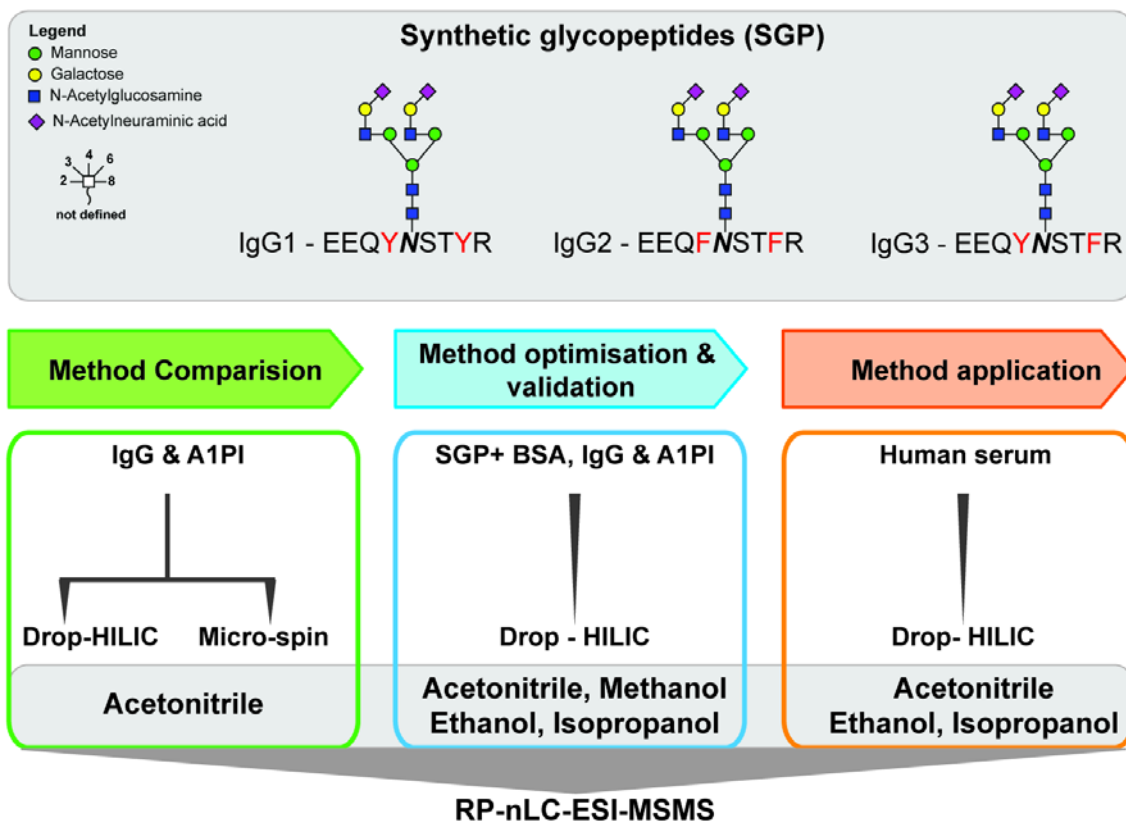 Legend
Synthetic glycopeptides (SGP)
Mannose
Galactose
N-Acetylglucosamine
N-Acetylneuraminic acid
4
3 6
2 8
not defined
IgG1 - EEQYNSTYR
IgG2 - EEQFNSTFR
IgG3 - EEQYNSTFR
Method Comparision
Method optimisation &
validation
Method application
IgG & A1PI
SGP+ BSA, IgG & A1PI
Human serum
Drop-HILIC
Micro-spin
Drop - HILIC
Drop- HILIC
Acetonitrile
Acetonitrile, Methanol
Ethanol, Isopropanol
Acetonitrile
Ethanol, Isopropanol
RP-nLC-ESI-MSMS